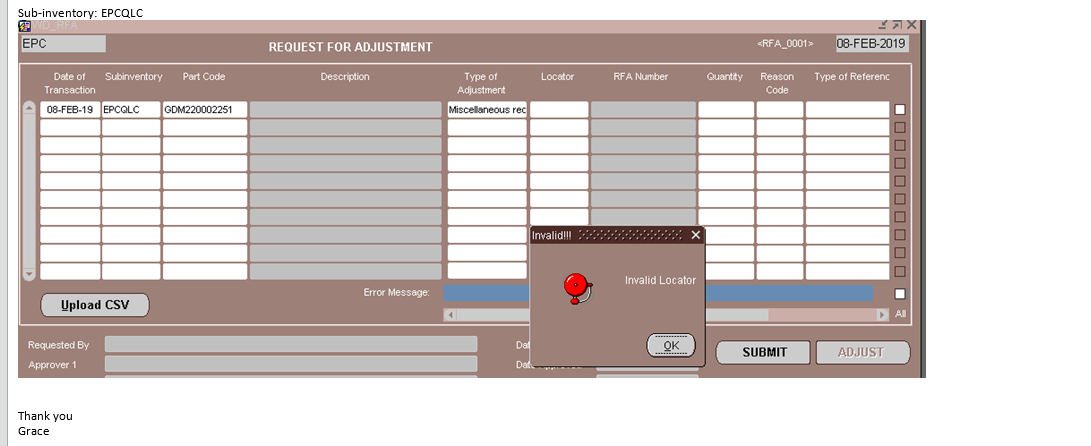 Sub-inventory: EPCQLC
EPC
REQUEST FOR ADJUSTMENT
<RFA_0001>
08-FEB-2019
Date of Transaction
Subinventory
Part Code
Description
Type of Adjustment
Locator
RFA Number
Quantity
Reason Code
Type of Referenc
08-FEB-19
EPCQLC
GDM220002251
Miscellaneous rec
Invalid!!!
Invalid Locator
OK
Error Message:
Upload CSV
All
Requested By
Dat
SUBMIT
ADJUST
Approver 1
Thank you
Grace